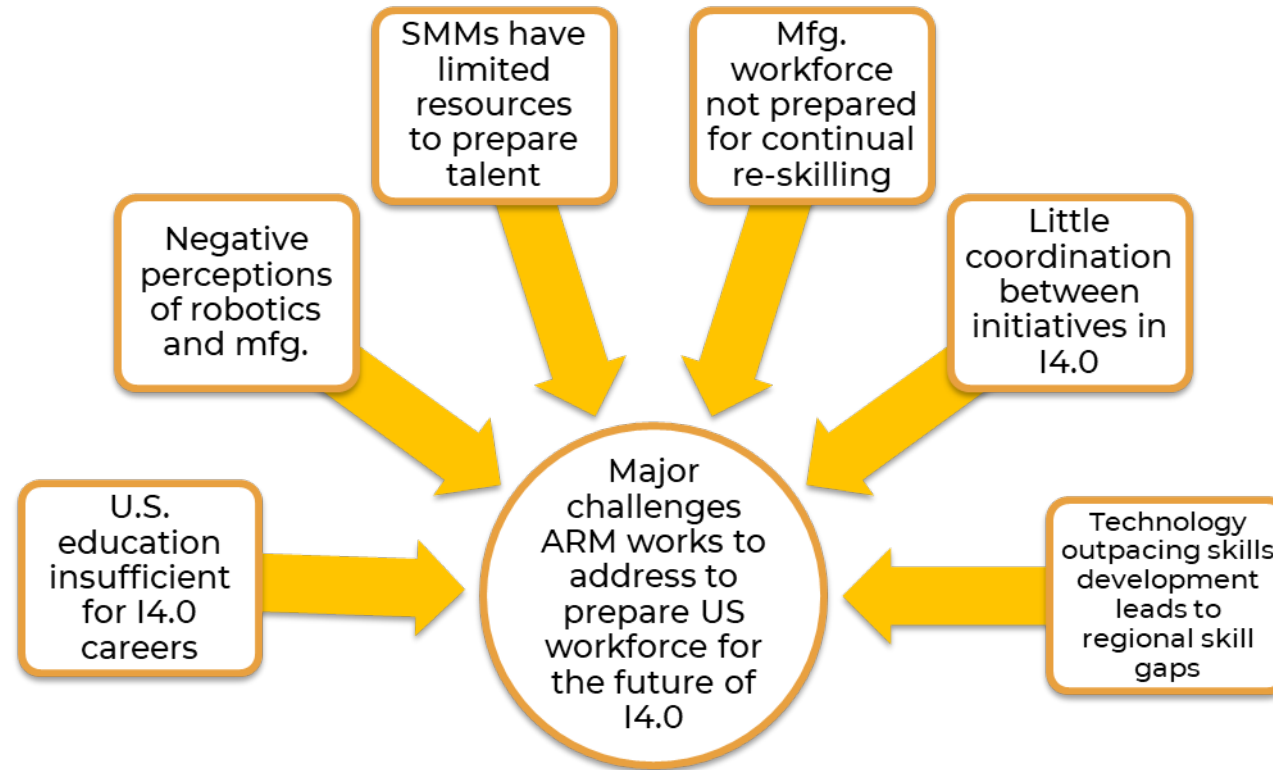 SMMs have
limited
resources
to prepare
talent
Mfg.
workforce
not prepared
for continual
re-skilling
Negative
perceptions
of robotics
and mfg.
Little
coordination
between
initiatives in
I4.0
U.S.
education
insufficient
for I4.0
careers
Major
challenges
ARM works to
address to
prepare US
workforce for
the future of
I4.0
Technology
outpacing skills
development
leads to
regional skill
gaps